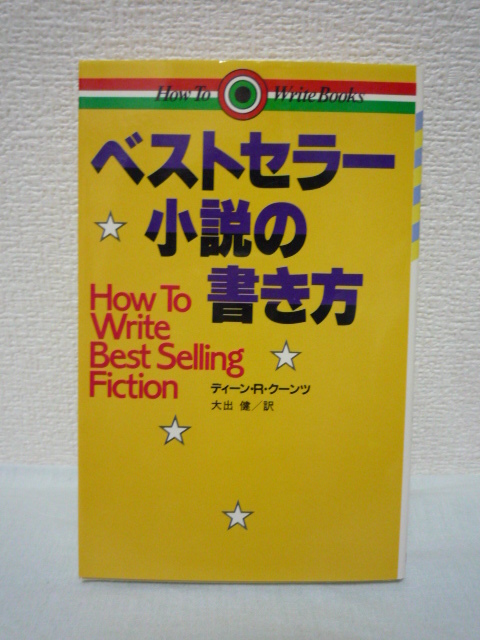 How To Write Books
ベストセラー
小説の
書き方
How To
Write
Best Selling
Fiction
ディーン・R・クーンツ
大出 健／訳